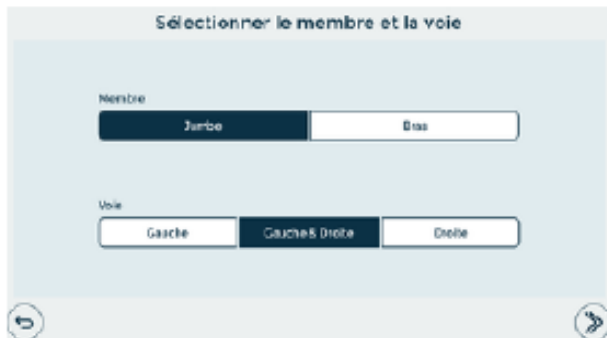 Sélectionner le membre et la voie
Membre
Jambe Bras
Voie
Gauche Gauche & Droite Droite